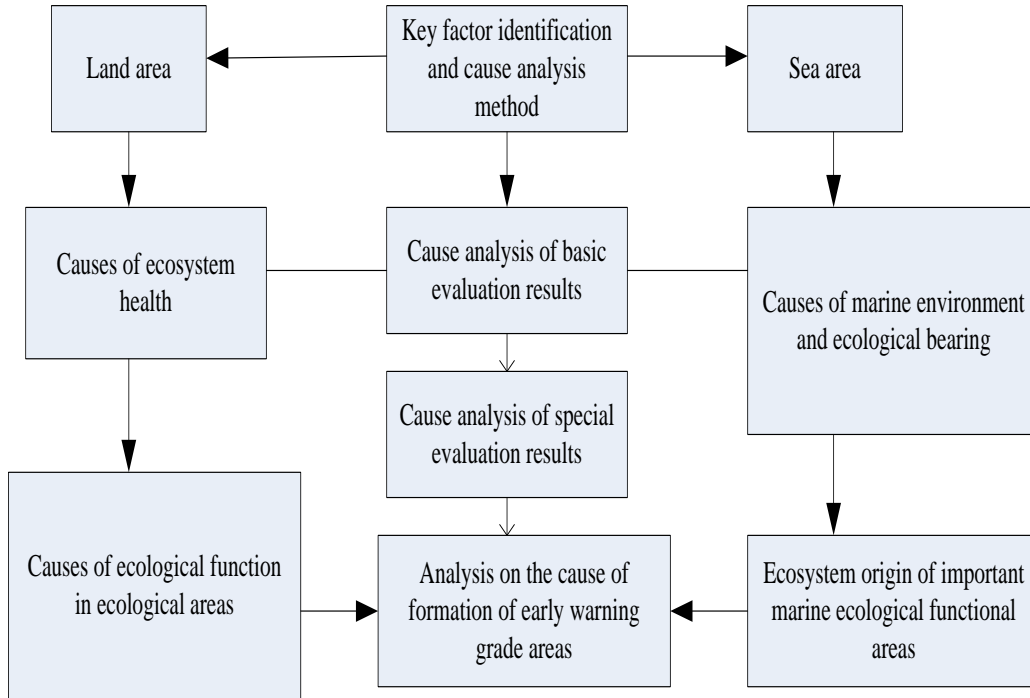 Land area
Key factor identification
and cause analysis
method
Sea area
Causes of ecosystem
health
Cause analysis of basic
evaluation results
Causes of marine environment
and ecological bearing
Cause analysis of special
evaluation results
Causes of ecological function
in ecological areas
Analysis on the cause of
formation of early warning
grade areas
Ecosystem origin of important
marine ecological functional
areas